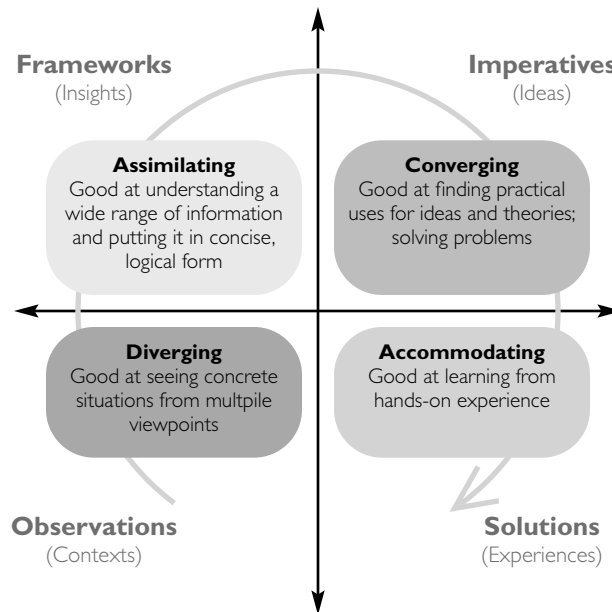 Frameworks
(Insights)
Imperatives
(Ideas)
Assimilating
Good at understanding a
wide range of information
and putting it in concise,
logical form
Converging
Good at finding practical
uses for ideas and theories;
solving problems
Diverging
Good at seeing concrete
situations from multpile
viewpoints
Accommodating
Good at learning from
hands-on experience
Observations
(Contexts)
Solutions
(Experiences)